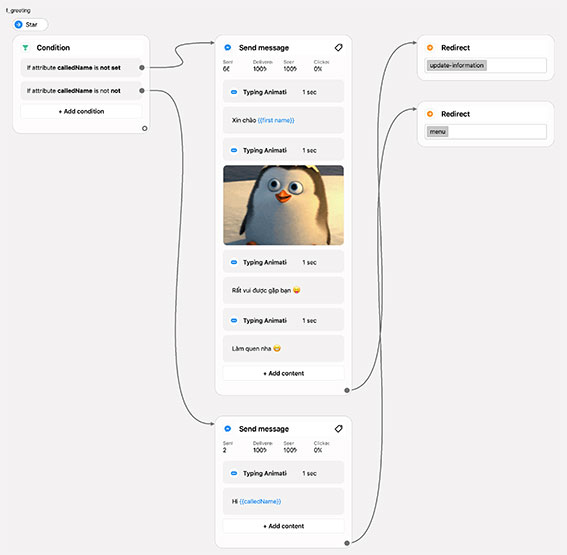 f_greeting
Star
Condition
If attribute calledName is not set
If attribute calledName is not not
+ Add condition
Send message
Sent Delivere Seen Clicke
66 100% 100% 0%
Typing Animati 1 sec
Xin chào {{first name}}
Typing Animati 1 sec
Typing Animati 1 sec
Rất vui được gặp bạn 😝
Typing Animati 1 sec
Làm quen nha 🤭
+ Add content
Send message
Sent Delivere Seen Clicke
2 100% 100% 0%
Typing Animati 1 sec
Hi {{calledName}}
+ Add content
Redirect
update-information
Redirect
menu